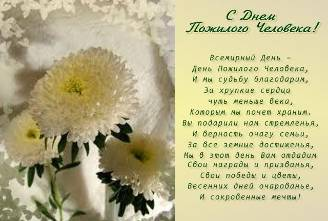 С Днем
Пожилого Человека!
Всемирный День –
День Пожилого Человека,
И мы судьбу благодарим,
За хрупкие сердца
чуть меньше века,
Которым мы почет храним.
Вы подарили нам стремленья,
И верность очагу семьи,
За все земные достиженья,
Мы в этот день Вам отдадим
Свои награды и призванья,
Свои победы и цветы,
Весенних дней очарованье,
И сокровенные мечты!